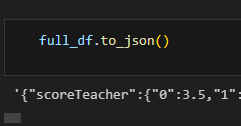 full_df.to_json()
'{"scoreTeacher":{"0":3.5,"1":